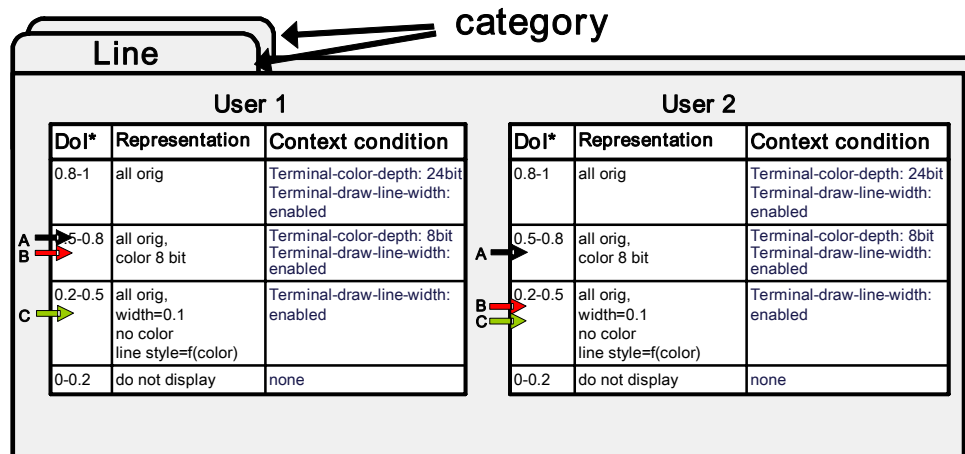 category
Line
User 1
DoI* Representation Context condition
0.8-1 all orig Terminal-color-depth: 24bit
Terminal-draw-line-width:
enabled
A 0.5-0.8 all orig, Terminal-color-depth: 8bit
B color 8 bit Terminal-draw-line-width:
enabled
C 0.2-0.5 all orig, Terminal-draw-line-width:
width=0.1 enabled
no color
line style=f(color)
0-0.2 do not display none
User 2
DoI* Representation Context condition
0.8-1 all orig Terminal-color-depth: 24bit
Terminal-draw-line-width:
enabled
A 0.5-0.8 all orig, Terminal-color-depth: 8bit
color 8 bit Terminal-draw-line-width:
enabled
B 0.2-0.5 all orig, Terminal-draw-line-width:
C width=0.1 enabled
no color
line style=f(color)
0-0.2 do not display none